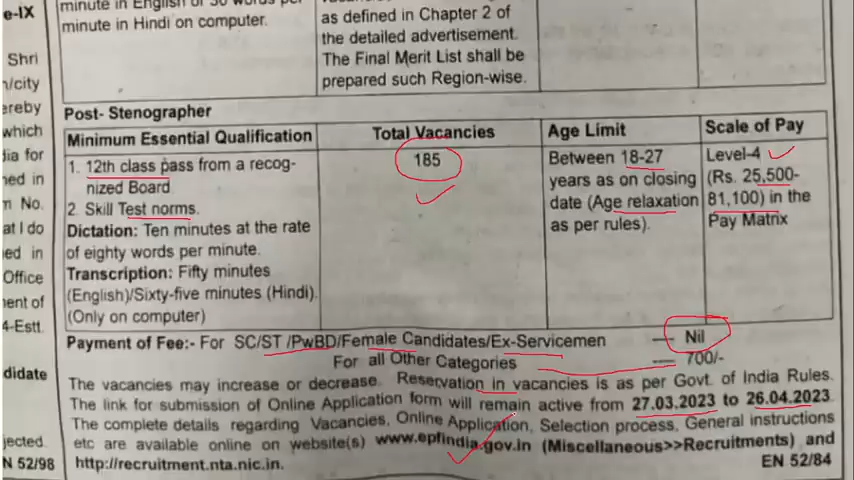 e-IX
Shri
n/city
ereby
which
dia for
ned in
m No.
at I do
ed in
Office
nent of
4-Estt.
didate
jected.
N 52/98
minute in English or 30 words per
minute in Hindi on computer.
as defined in Chapter 2 of
the detailed advertisement.
The Final Merit List shall be
prepared such Region-wise.
Post- Stenographer
Minimum Essential Qualification
1. 12th class pass from a recog-
nized Board
2. Skill Test norms.
Dictation: Ten minutes at the rate
of eighty words per minute.
Transcription: Fifty minutes
(English)/Sixty-five minutes (Hindi).
(Only on computer)
Total Vacancies
185
Age Limit
Between 18-27
years as on closing
date (Age relaxation
as per rules).
Scale of Pay
Level-4
(Rs. 25,500-
81,100) in the
Pay Matrix
Payment of Fee:- For SC/ST /PwBD/Female Candidates/Ex-Servicemen — Nil
For all Other Categories — 700/-
The vacancies may increase or decrease. Reservation in vacancies is as per Govt. of India Rules.
The link for submission of Online Application form will remain active from 27.03.2023 to 26.04.2023.
The complete details regarding Vacancies, Online Application, Selection process, General instructions
etc are available online on website(s) www.epfindia.gov.in (Miscellaneous>>Recruitments) and
http://recruitment.nta.nic.in.
EN 52/84